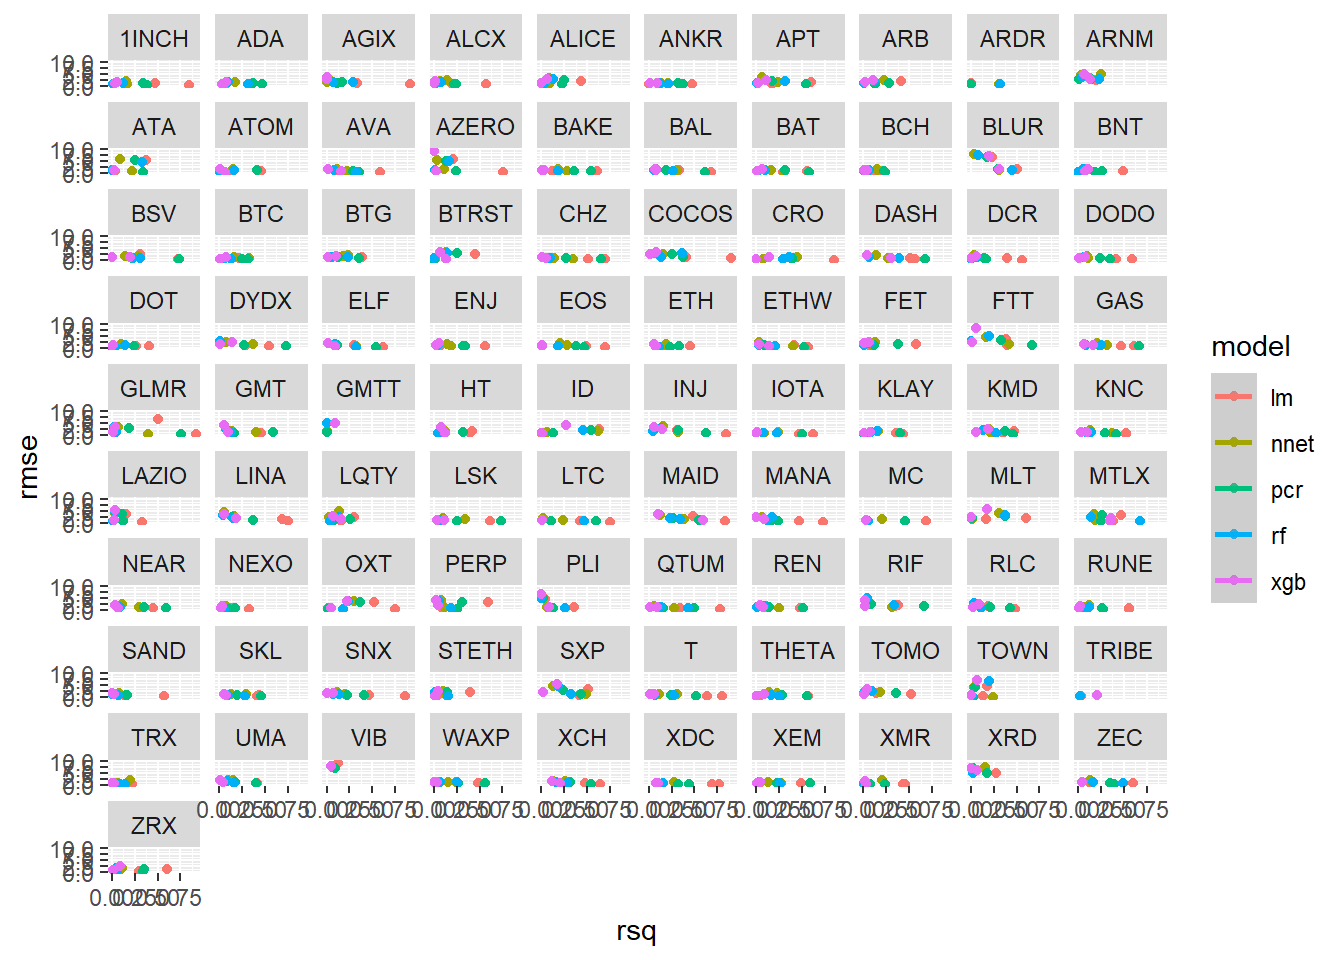 1INCH ADA AGIX ALCX ALICE ANKR APT ARB ARDR ARNM
ATA ATOM AVA AZERO BAKE BAL BAT BCH BLUR BNT
BSV BTC BTG BTRST CHZ COCOS CRO DASH DCR DODO
DOT DYDX ELF ENJ EOS ETH ETHW FET FTT GAS
GLMR GMT GMTT HT ID INJ IOTA KLAY KMD KNC
LAZIO LINA LQTY LSK LTC MAID MANA MC MLT MTLX
NEAR NEXO OXT PERP PLI QTUM REN RIF RLC RUNE
SAND SKL SNX STETH SXP T THETA TOMO TOWN TRIBE
TRX UMA VIB WAXP XCH XDC XEM XMR XRD ZEC
ZRX
rmse
rsq
model
lm
nnet
pcr
rf
xgb